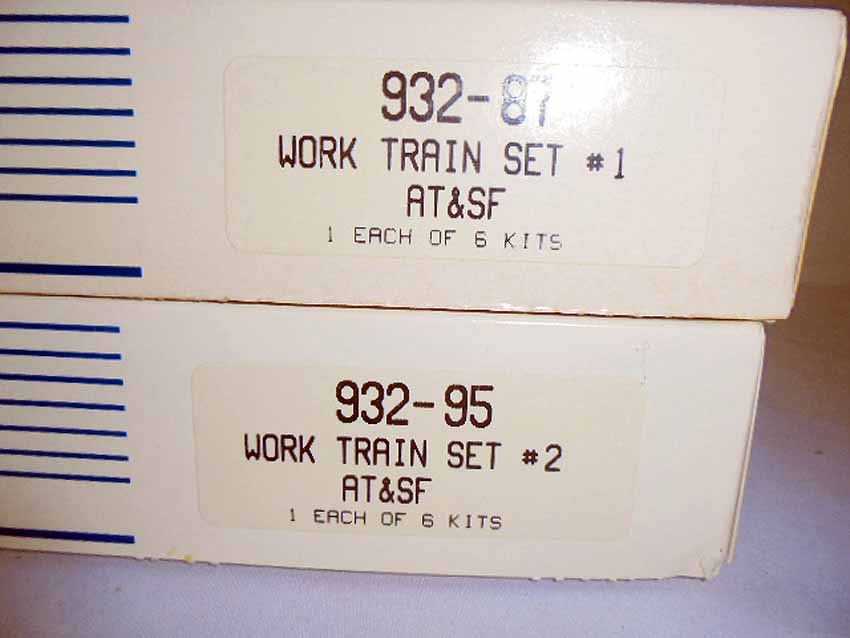 932-87
WORK TRAIN SET #1
AT&SF
1 EACH OF 6 KITS
932-95
WORK TRAIN SET #2
AT&SF
1 EACH OF 6 KITS